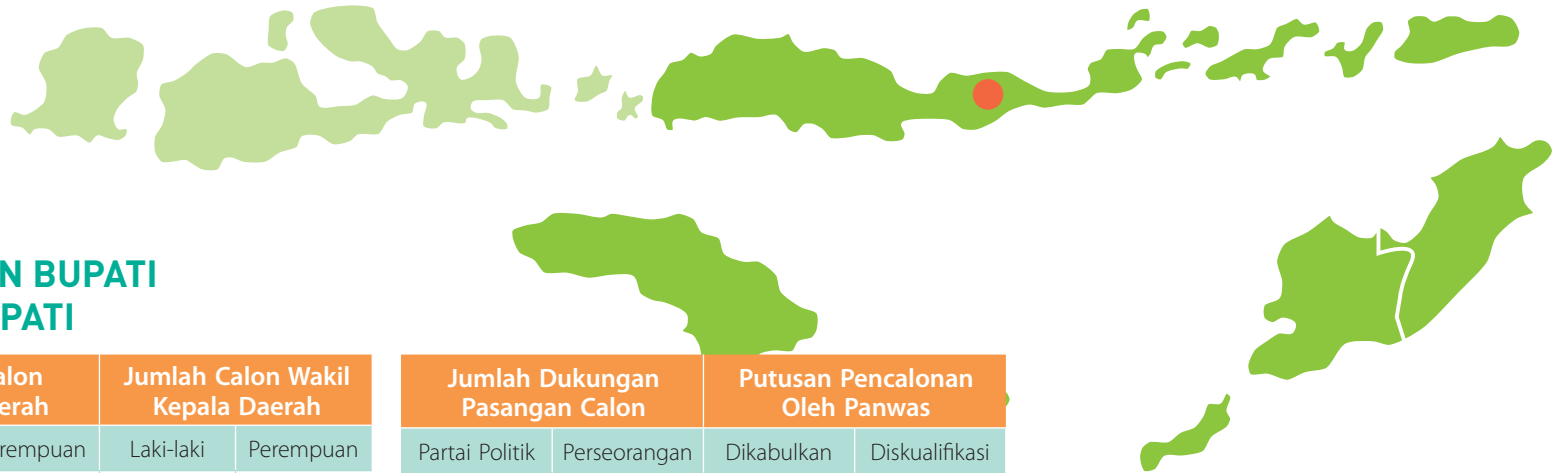 N BUPATI
PATI
alon
erah
Jumlah Calon Wakil
Kepala Daerah
rempuan
Laki-laki
Perempuan
Jumlah Dukungan
Pasangan Calon
Putusan Pencalonan
Oleh Panwas
Partai Politik
Perseorangan
Dikabulkan
Diskualifikasi